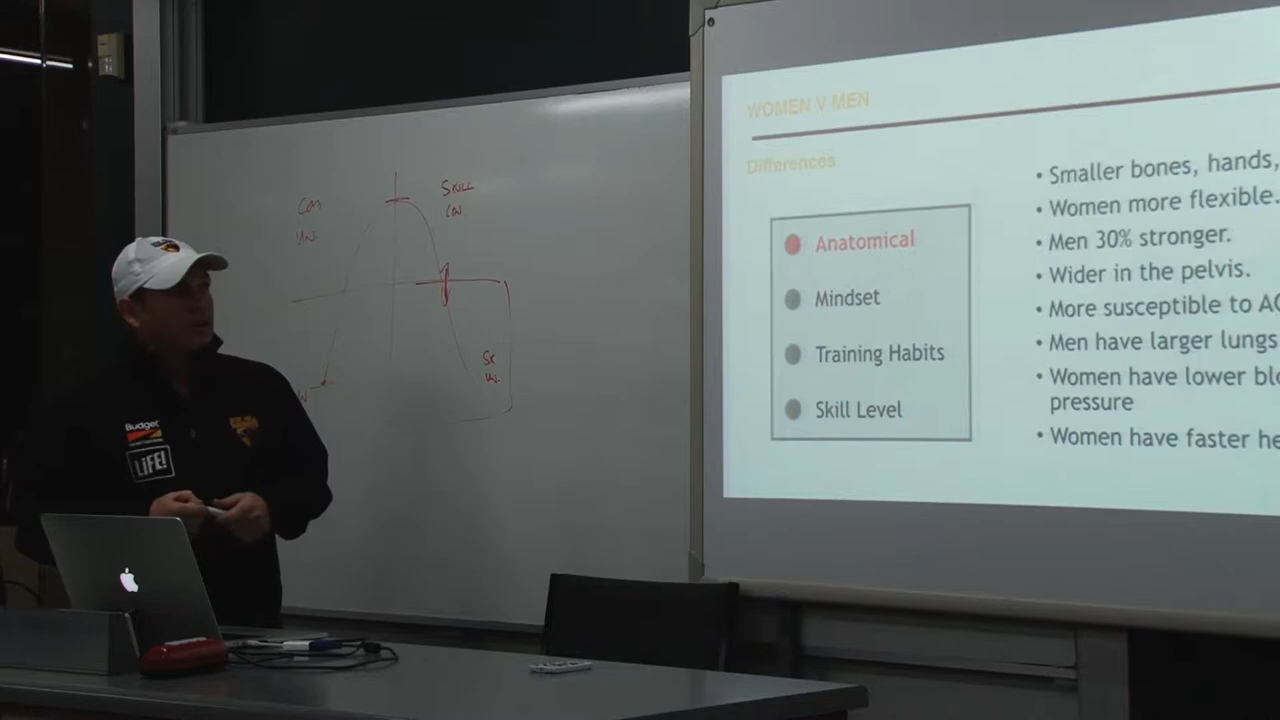 WOMEN V MEN
Differences
Anatomical
Mindset
Training Habits
Skill Level
• Smaller bones, hands,
• Women more flexible.
• Men 30% stronger.
• Wider in the pelvis.
• More susceptible to AC
• Men have larger lungs
• Women have lower blo
pressure
• Women have faster he
SKILL
Budget
LiFE!